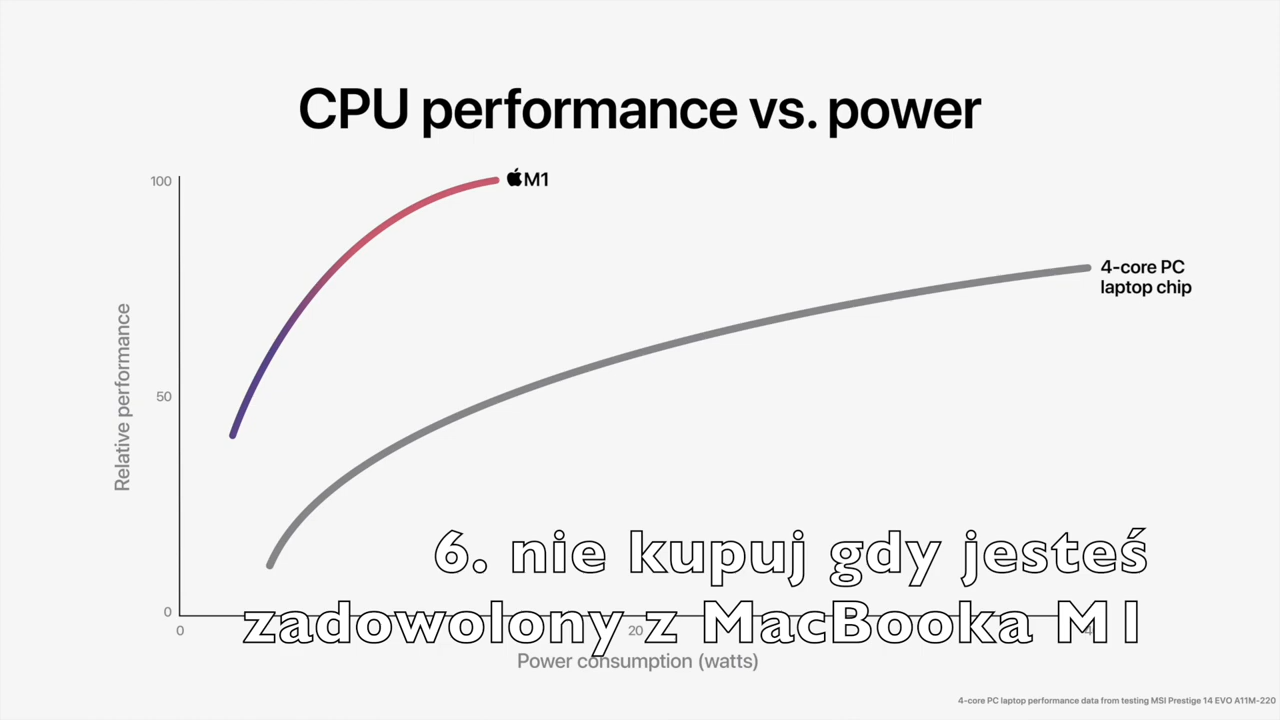 CPU performance vs. power
100
M1
4-core PC
laptop chip
Relative performance
50
6. nie kupuj gdy jesteś
0
zadowolony z MacBooka M1
0
20
Power consumption (watts)
4-core PC laptop performance data from testing MSI Prestige 14 EVO A11M-220